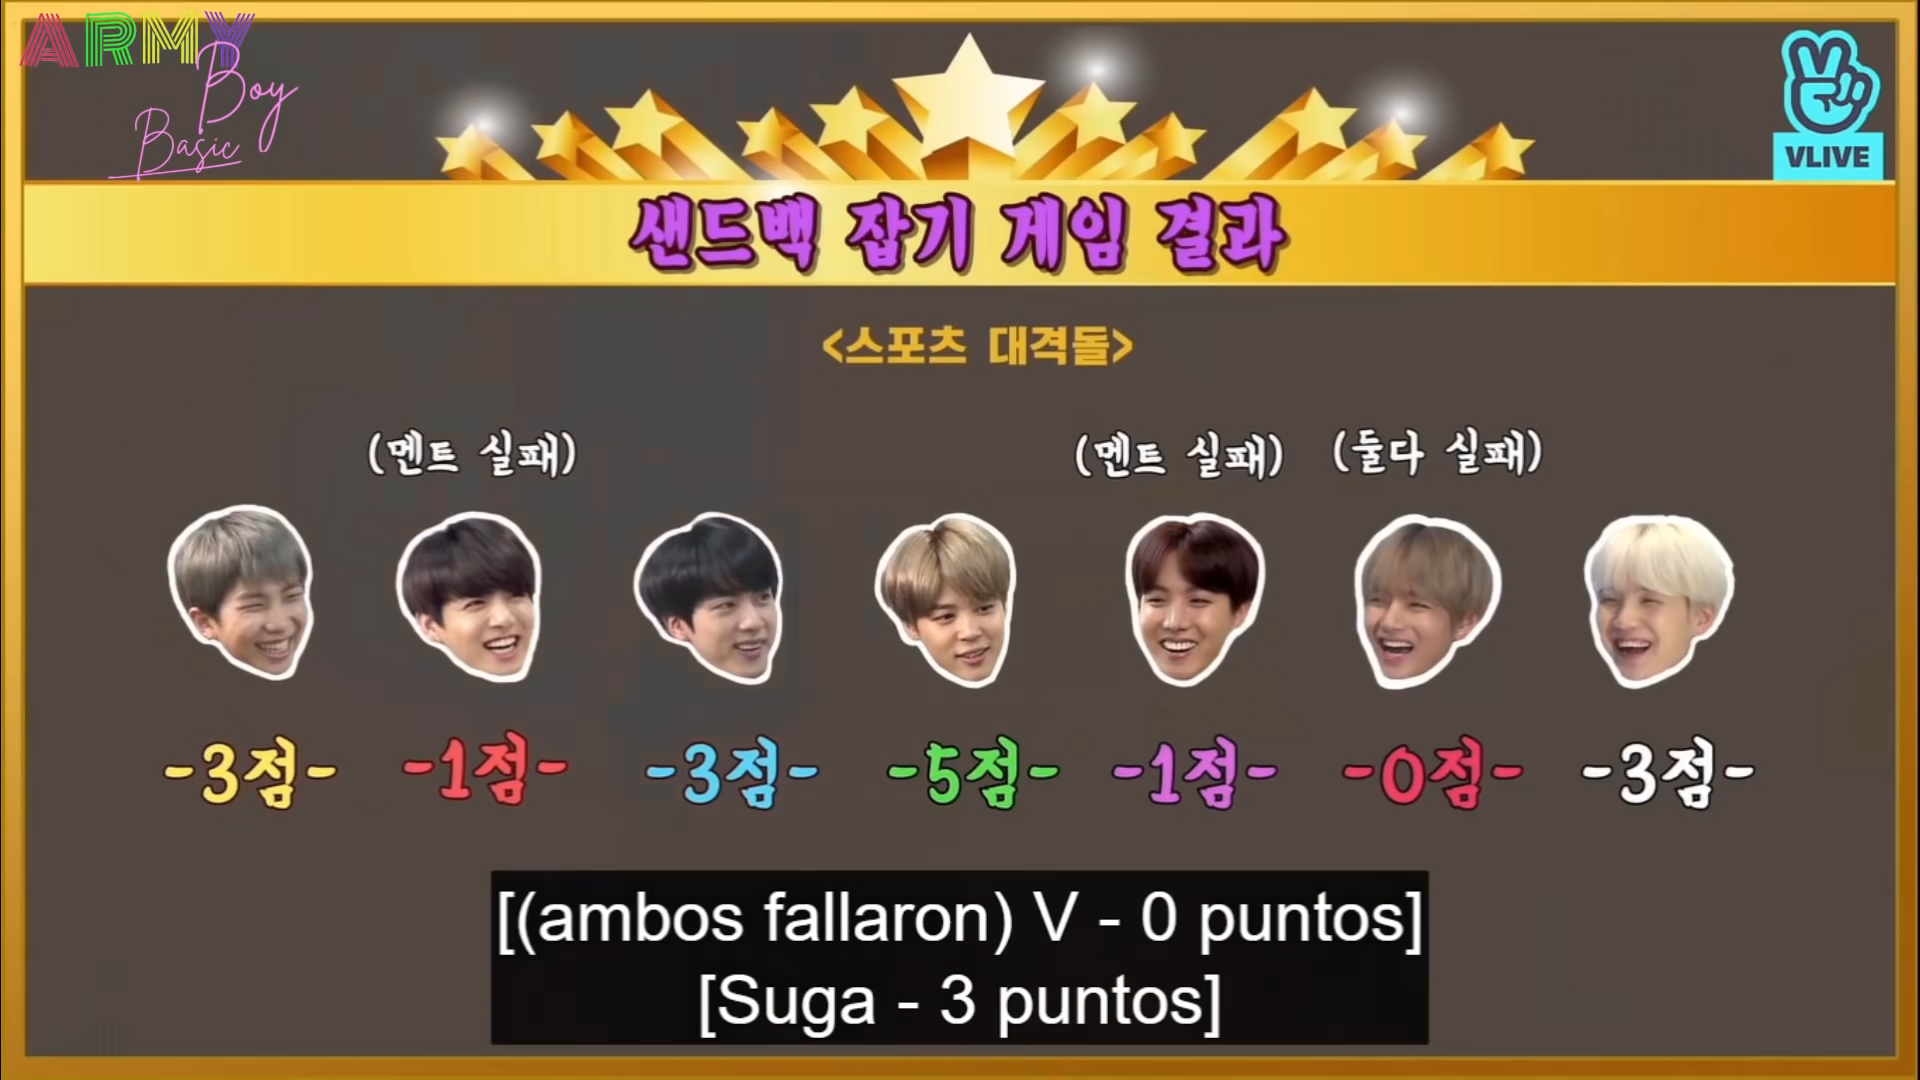 ARMY
Boy
Basic
VLIVE
샌드백 잡기 게임 결과
<스포츠 대격돌>
(멘트 실패) (멘트 실패) (둘다 실패)
-3점- -1점- -3점- -5점- -1점- -0점- -3점-
[(ambos fallaron) V - 0 puntos]
[Suga - 3 puntos]